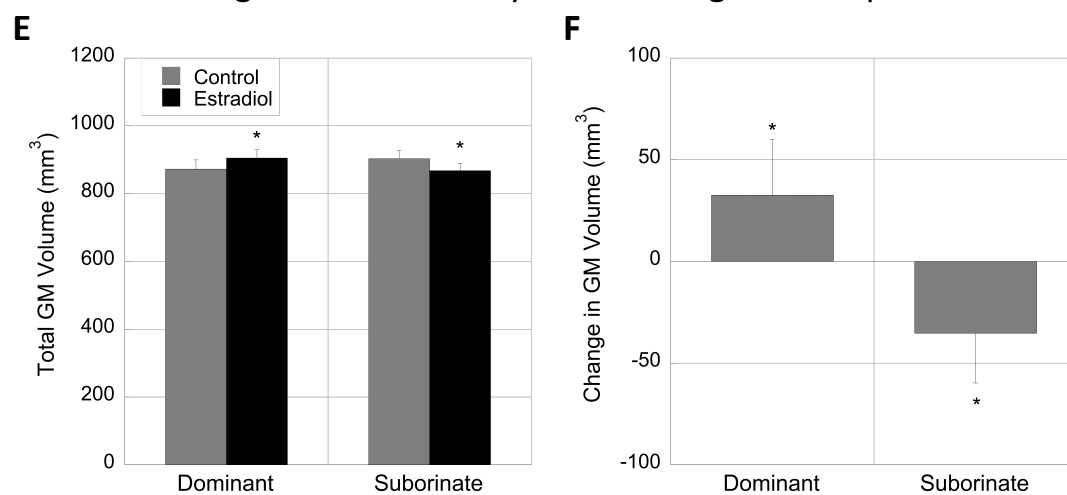 E
F
1200
1000
800
600
400
200
0
Total GM Volume (mm³)
Control
Estradiol
*
*
Dominant
Suborinate
100
50
0
-50
-100
Change in GM Volume (mm³)
*
*
Dominant
Suborinate